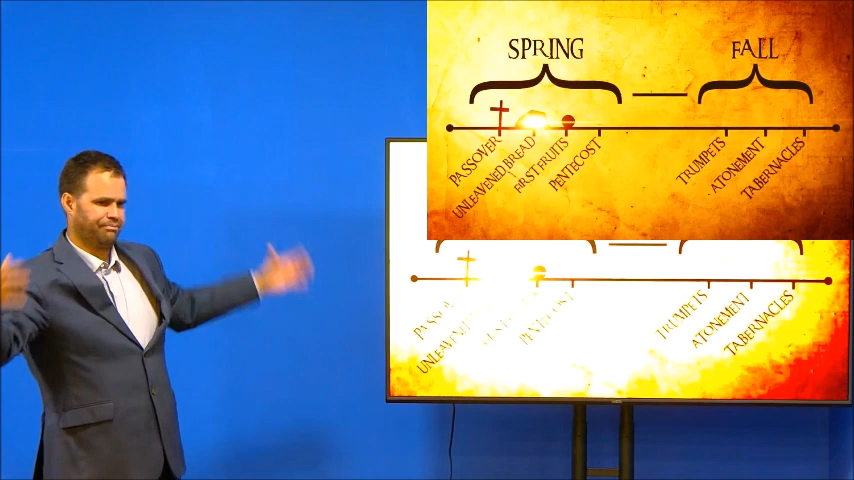 SPRING FALL
PASSOVER UNLEAVENED BREAD FIRST FRUITS PENTECOST TRUMPETS ATONEMENT TABERNACLES
PENTECOST TRUMPETS ATONEMENT TABERNACLES